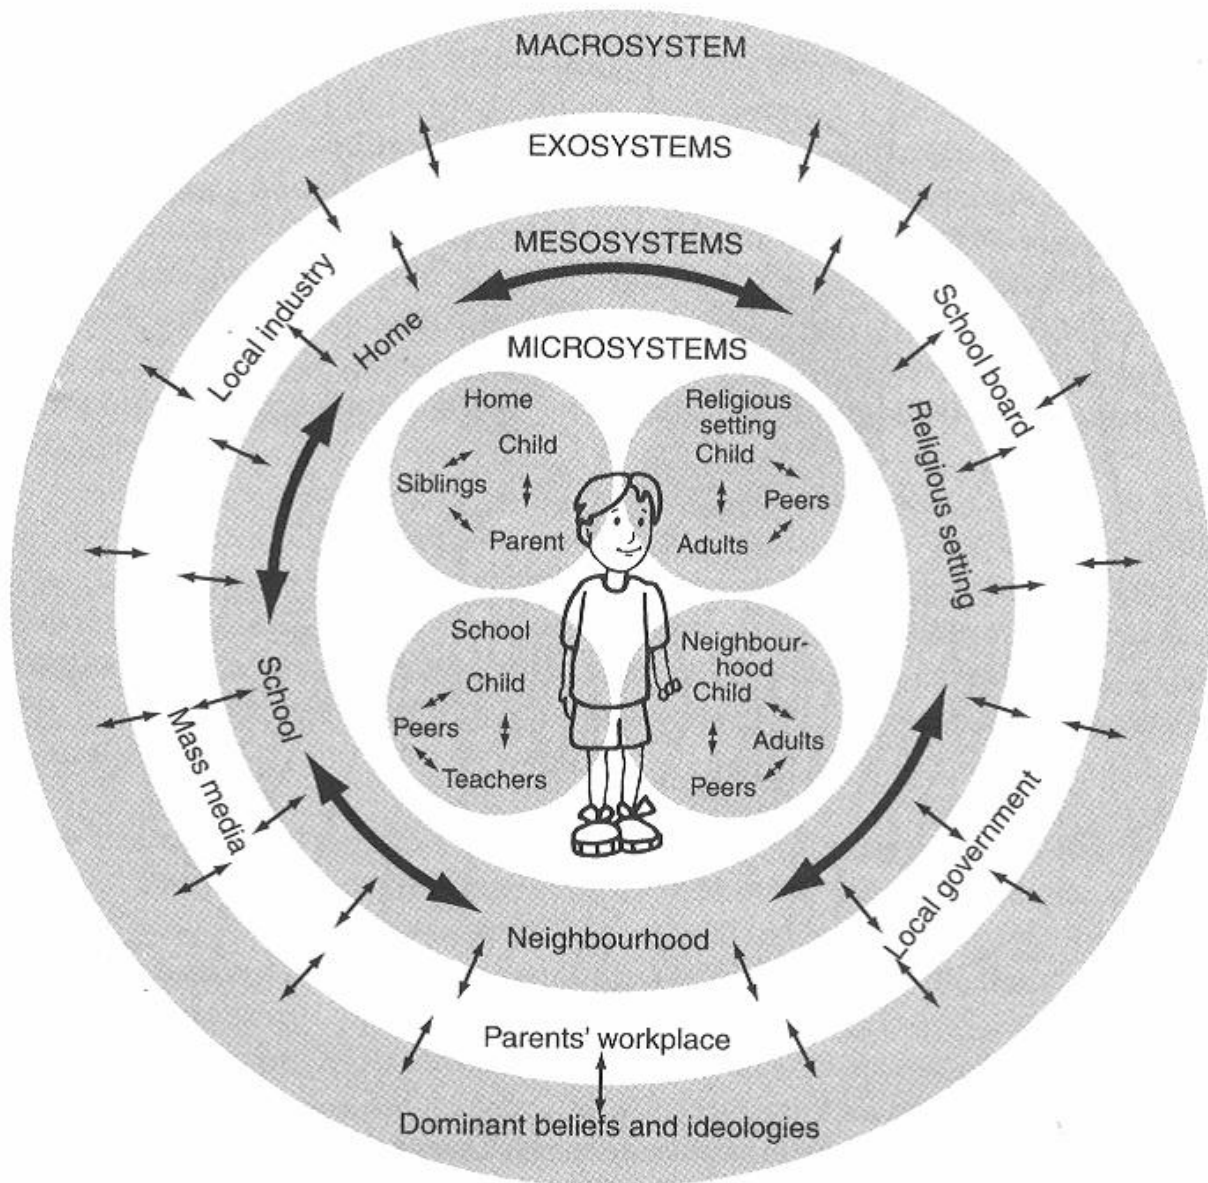 MACROSYSTEM
EXOSYSTEMS
MESOSYSTEMS
MICROSYSTEMS
Local industry
Home
School board
Religious setting
Home
Child
Siblings
Parent
Religious
setting
Child
Peers
Adults
School
Child
Peers
Teachers
Neighbour-
hood
Child
Adults
Peers
School
Mass media
Local government
Neighbourhood
Parents' workplace
Dominant beliefs and ideologies